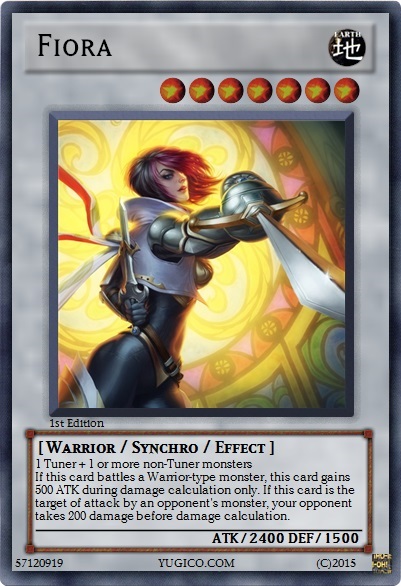 Fiora
EARTH
地
1st Edition
[ Warrior / Synchro / Effect ]
1 Tuner + 1 or more non-Tuner monsters
If this card battles a Warrior-type monster, this card gains
500 ATK during damage calculation only. If this card is the
target of attack by an opponent's monster, your opponent
takes 200 damage before damage calculation.
ATK / 2400 DEF / 1500
57120919 YUGICO.COM (C)2015